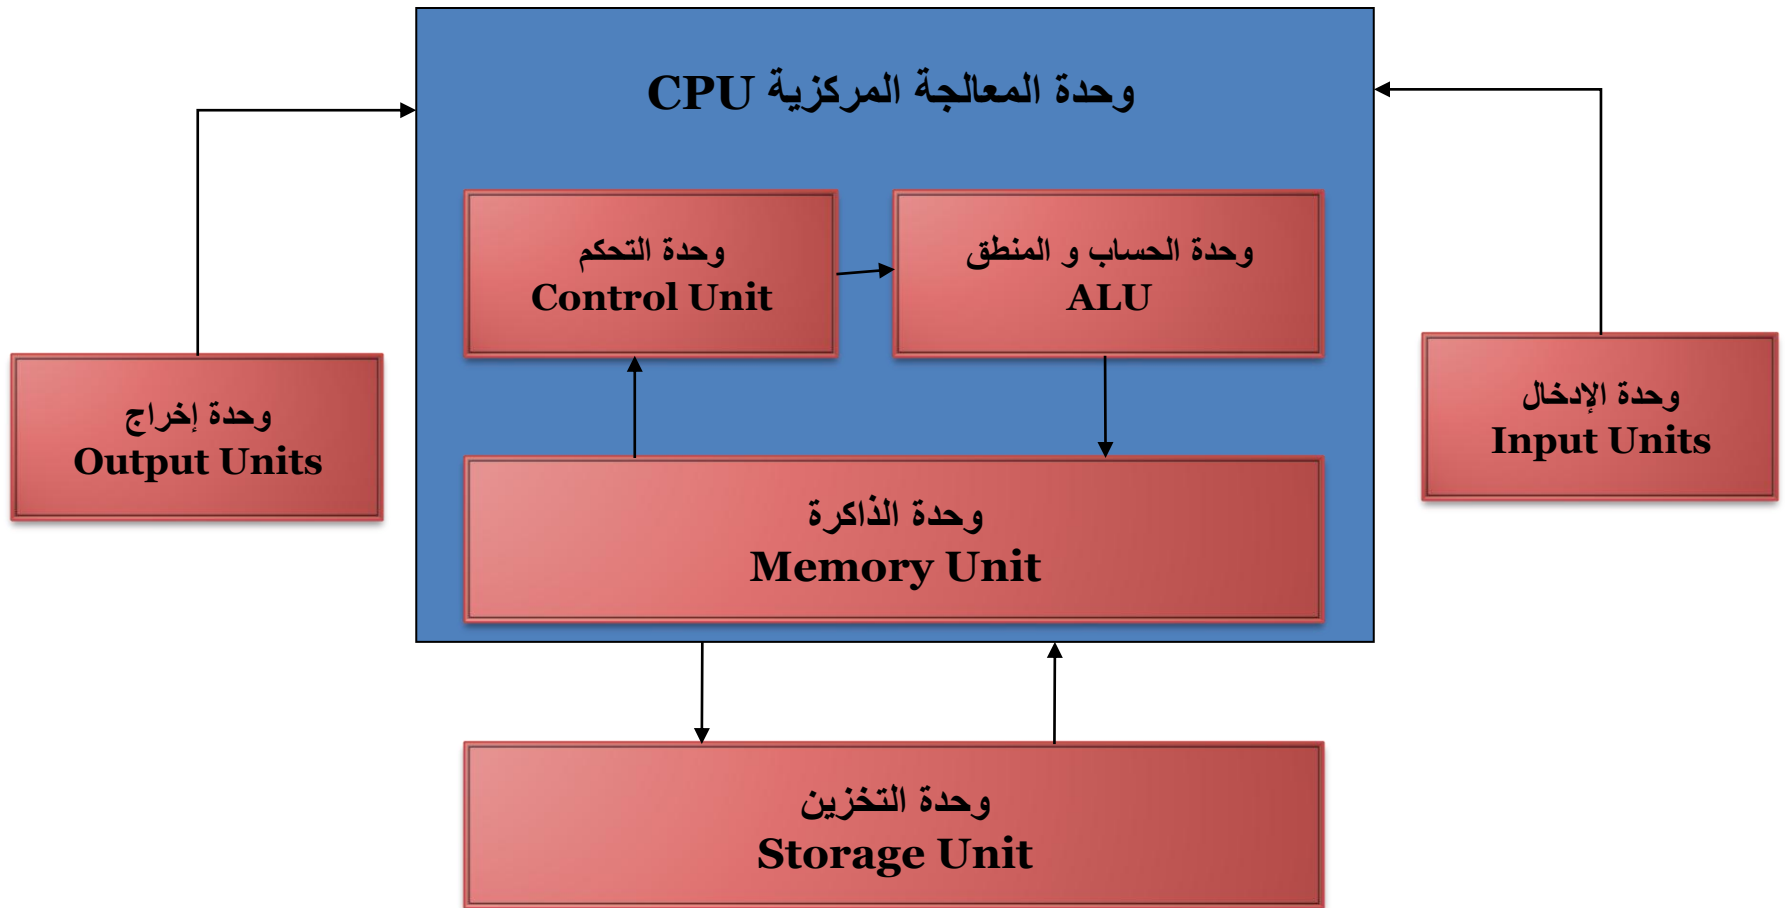 وحدة المعالجة المركزية CPU
وحدة الحساب و المنطق
ALU
وحدة التحكم
Control Unit
وحدة الإدخال
Input Units
وحدة إخراج
Output Units
وحدة الذاكرة
Memory Unit
وحدة التخزين
Storage Unit